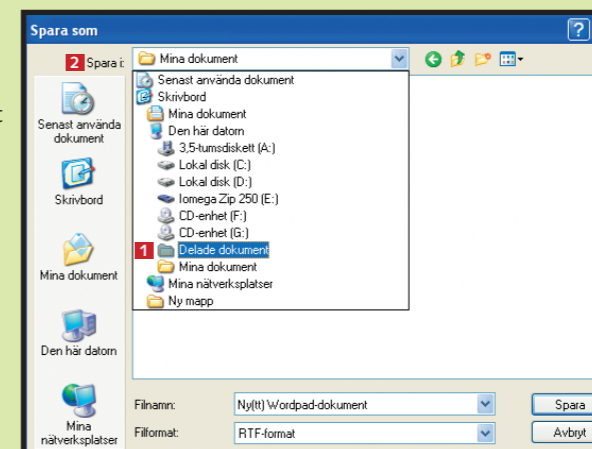 Spara som
?
2 Spara i: Mina dokument
Senast använda dokument
Skrivbord
Mina dokument
Den här datorn
3,5-tumsdiskett (A:)
Lokal disk (C:)
Lokal disk (D:)
Iomega Zip 250 (E:)
CD-enhet (F:)
CD-enhet (G:)
1 Delade dokument
Mina dokument
Mina nätverksplatser
Ny mapp
Senast använda
dokument
Skrivbord
Mina dokument
Den här datorn
Mina
nätverksplatser
Filnamn: Ny(tt) Wordpad-dokument Spara
Filformat: RTF-format Avbryt